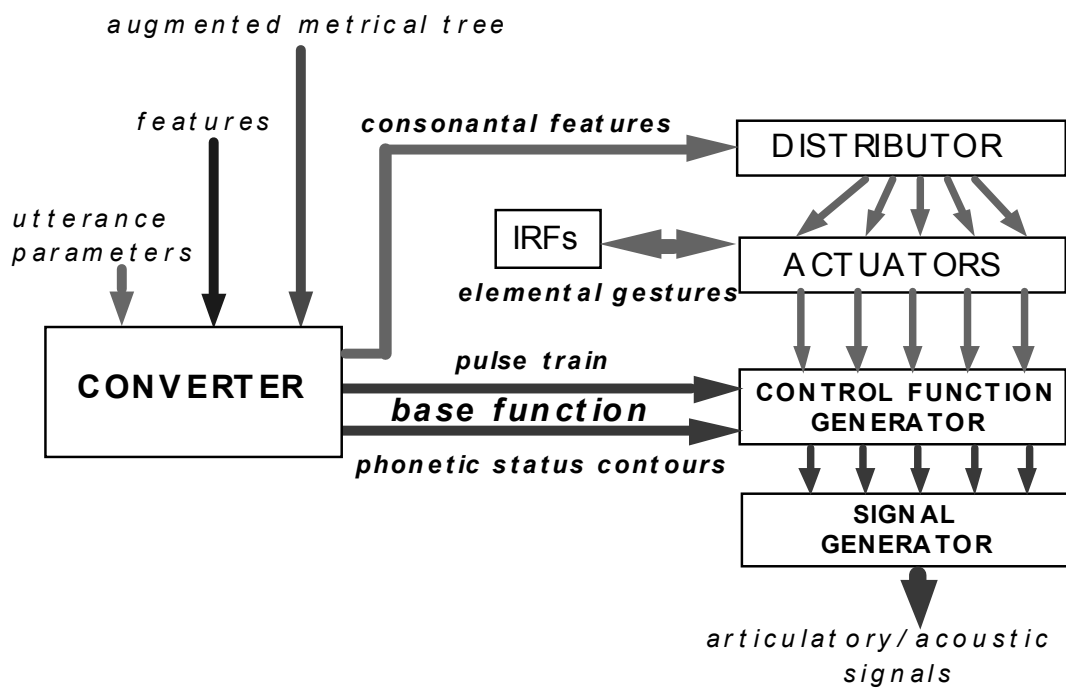 augmented metrical tree
features
consonantal features
DISTRIBUTOR
utterance
parameters
IRFs
ACTUATORS
elemental gestures
CONVERTER
pulse train
base function
phonetic status contours
CONTROL FUNCTION
GENERATOR
SIGNAL
GENERATOR
articulatory/acoustic
signals